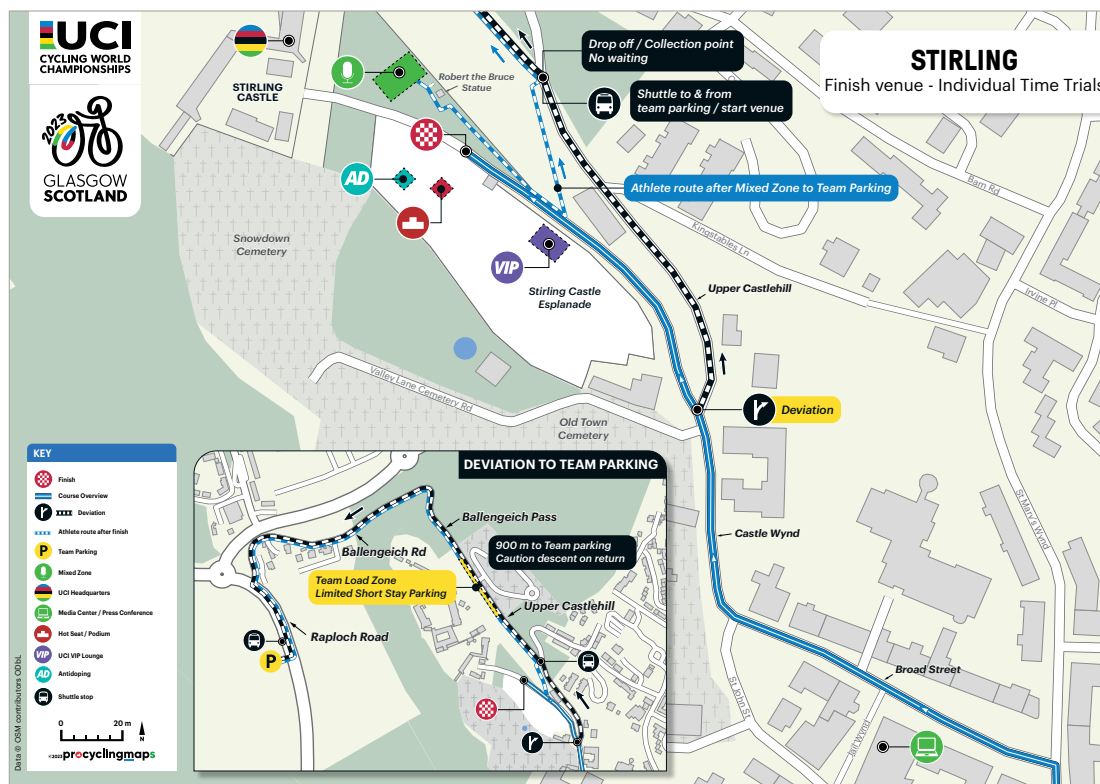 UCI
CYCLING WORLD
CHAMPIONSHIPS
2023
GLASGOW
SCOTLAND
STIRLING
Finish venue - Individual Time Trials
STIRLING
CASTLE
Robert the Bruce
Statue
Drop off / Collection point
No waiting
Shuttle to & from
team parking / start venue
AD
Athlete route after Mixed Zone to Team Parking
Barn Rd
Kingstables Ln
Snowdown
Cemetery
VIP
Stirling Castle
Esplanade
Upper Castlehill
Irvine Pl
Valley Lane Cemetery Rd
Old Town
Cemetery
Deviation
St Mary's Wynd
Castle Wynd
Broad Street
St John St
Jail Wynd
KEY
Finish
Course Overview
Deviation
Athlete route after finish
P Team Parking
Mixed Zone
UCI Headquarters
Media Center / Press Conference
Hot Seat / Podium
VIP UCI VIP Lounge
AD Antidoping
Shuttle stop
0 20 m
N
©2023 procyclingmaps
Data © OSM contributors ODbL
DEVIATION TO TEAM PARKING
Ballengeich Pass
Ballengeich Rd
900 m to Team parking
Caution descent on return
Team Load Zone
Limited Short Stay Parking
Upper Castlehill
Raploch Road
P